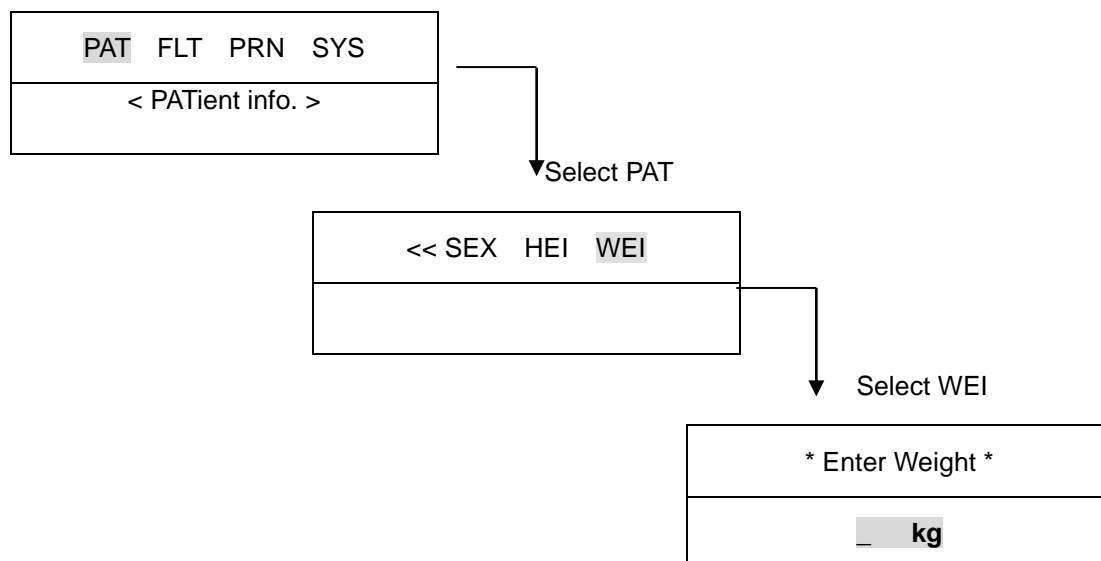 PAT FLT PRN SYS
< PATient info. >
Select PAT
<< SEX HEI WEI
Select WEI
* Enter Weight *
_ kg